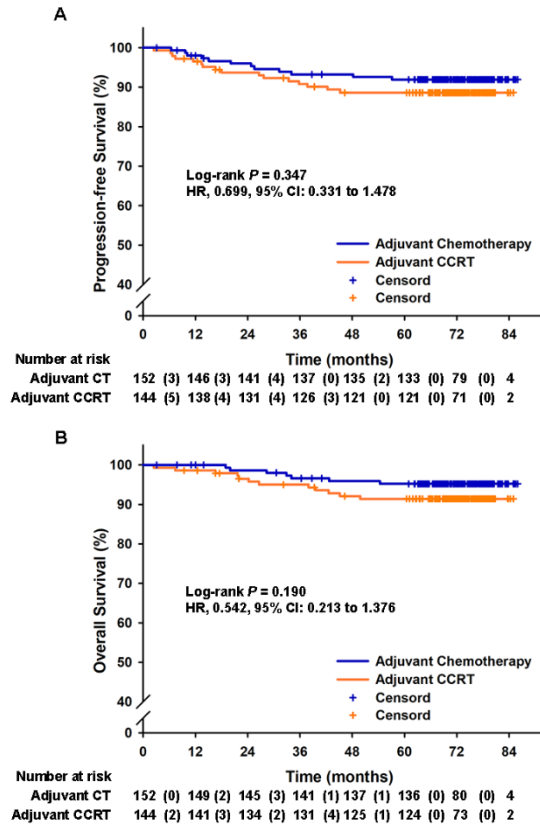 A
Progression-free Survival (%)
100
90
80
70
60
50
40
0
Log-rank P = 0.347
HR, 0.699, 95% CI: 0.331 to 1.478
Adjuvant Chemotherapy
Adjuvant CCRT
Censord
Censord
0 12 24 36 48 60 72 84
Number at risk Time (months)
Adjuvant CT 152 (3) 146 (3) 141 (4) 137 (0) 135 (2) 133 (0) 79 (0) 4
Adjuvant CCRT 144 (5) 138 (4) 131 (4) 126 (3) 121 (0) 121 (0) 71 (0) 2
B
Overall Survival (%)
100
90
80
70
60
50
40
0
Log-rank P = 0.190
HR, 0.542, 95% CI: 0.213 to 1.376
Adjuvant Chemotherapy
Adjuvant CCRT
Censord
Censord
0 12 24 36 48 60 72 84
Number at risk Time (months)
Adjuvant CT 152 (0) 149 (2) 145 (3) 141 (1) 137 (1) 136 (0) 80 (0) 4
Adjuvant CCRT 144 (2) 141 (3) 134 (2) 131 (4) 125 (1) 124 (0) 73 (0) 2